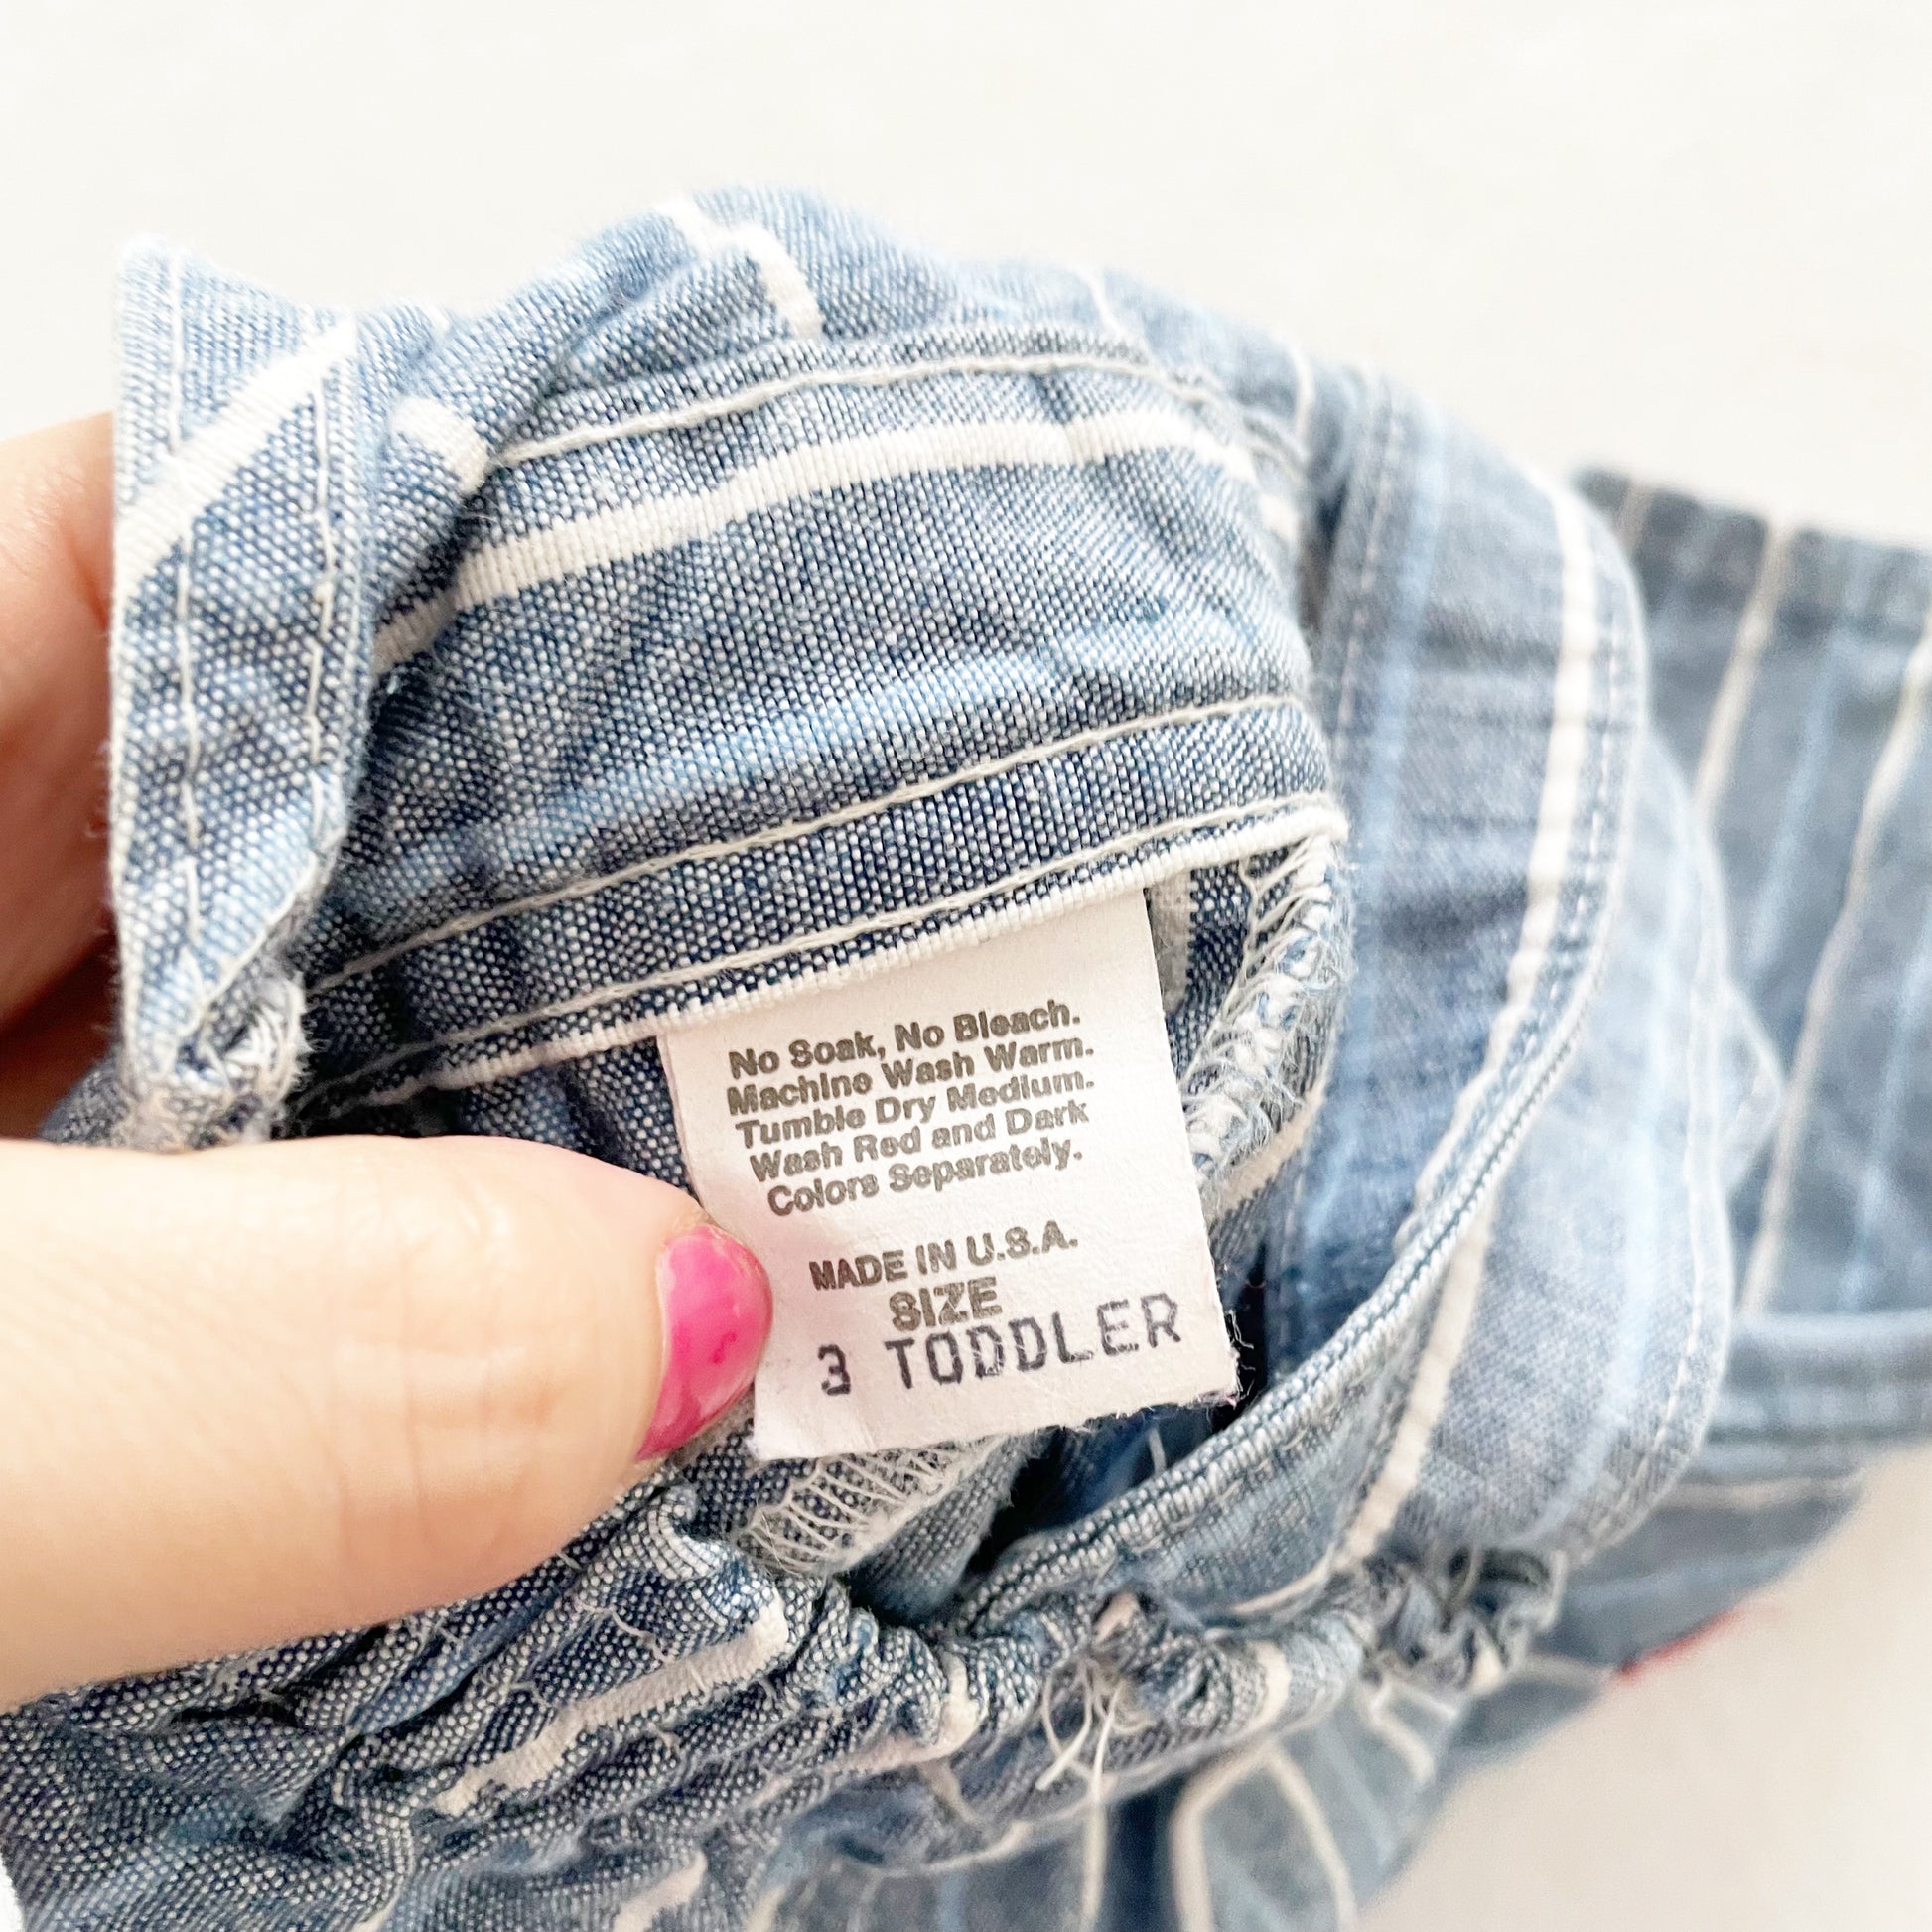 No Soak, No Bleach.
Machine Wash Warm.
Tumble Dry Medium.
Wash Red and Dark
Colors Separately.
MADE IN U.S.A.
SIZE
3 TODDLER